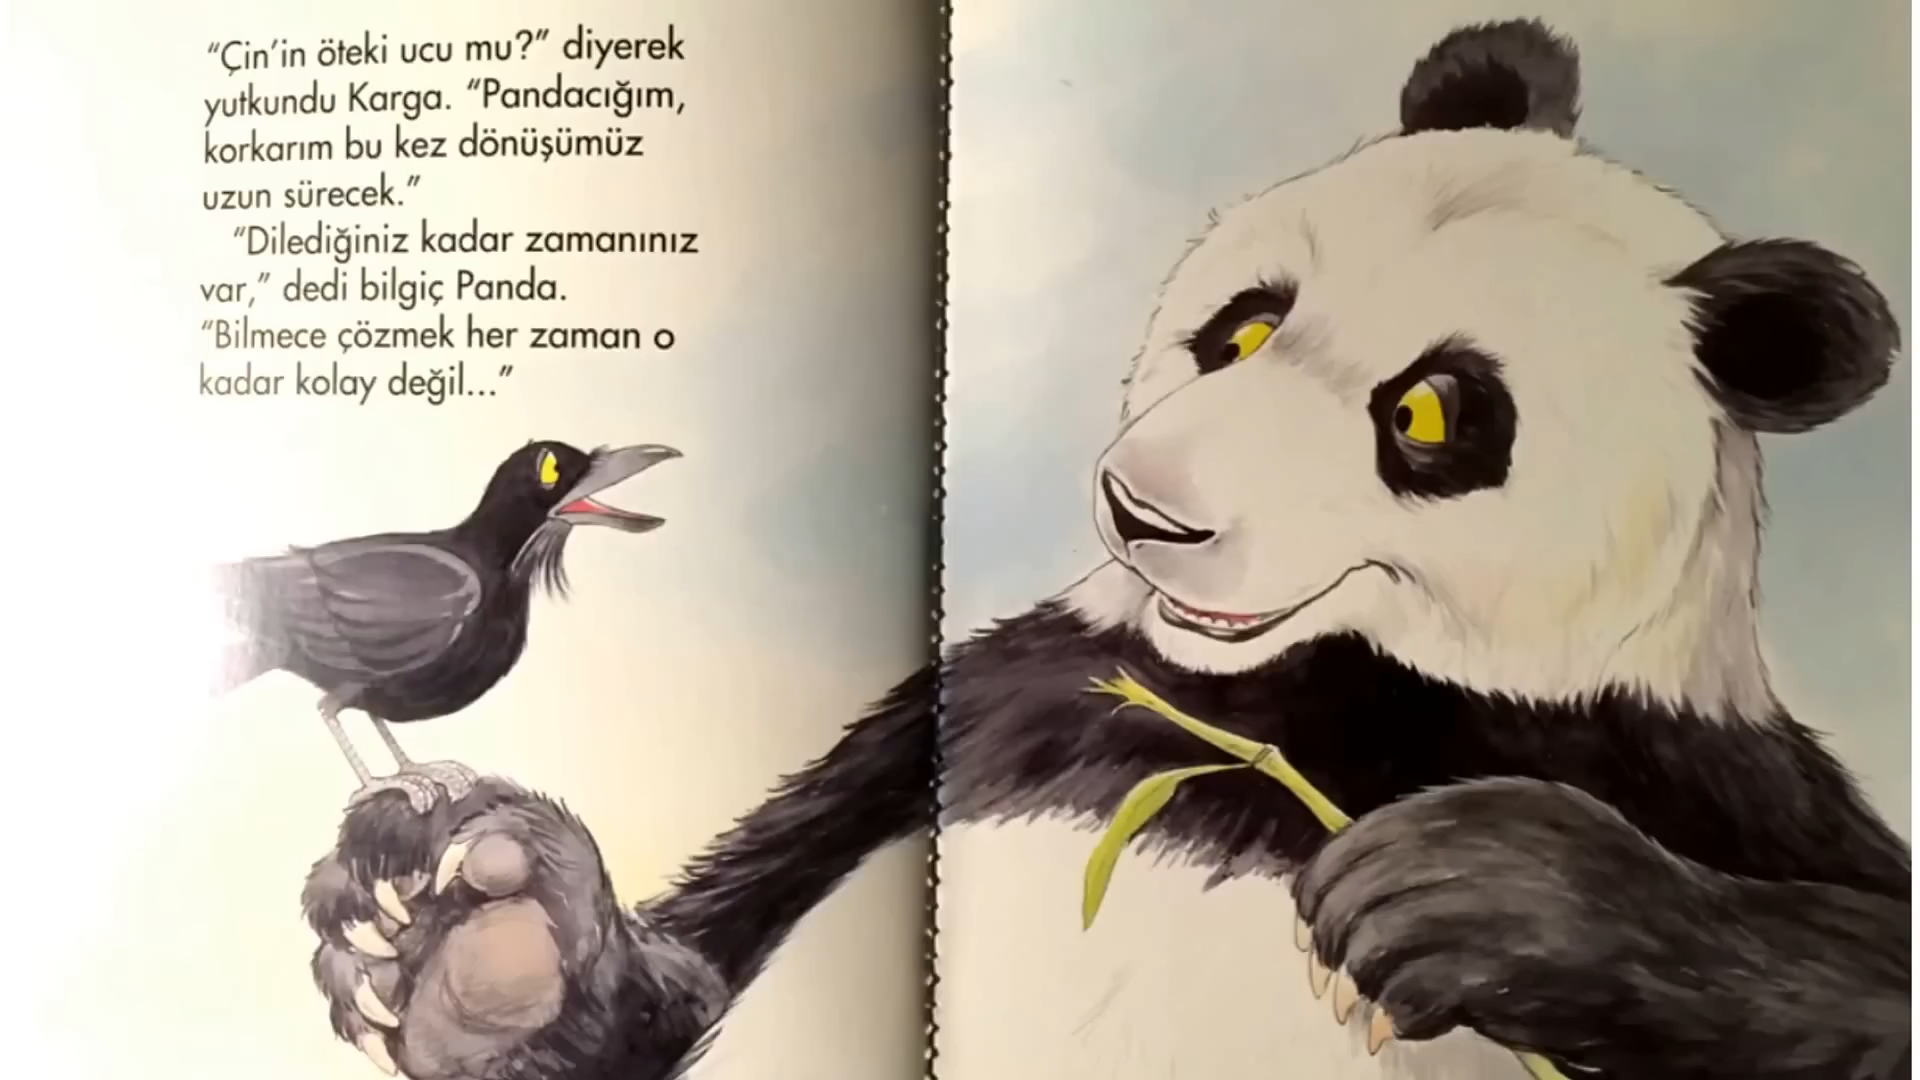 “Çin’in öteki ucu mu?” diyerek
yutkundu Karga. “Pandacığım,
korkarım bu kez dönüşümüz
uzun sürecek.”
“Dilediğiniz kadar zamanınız
var,” dedi bilgiç Panda.
“Bilmece çözmek her zaman o
kadar kolay değil...”